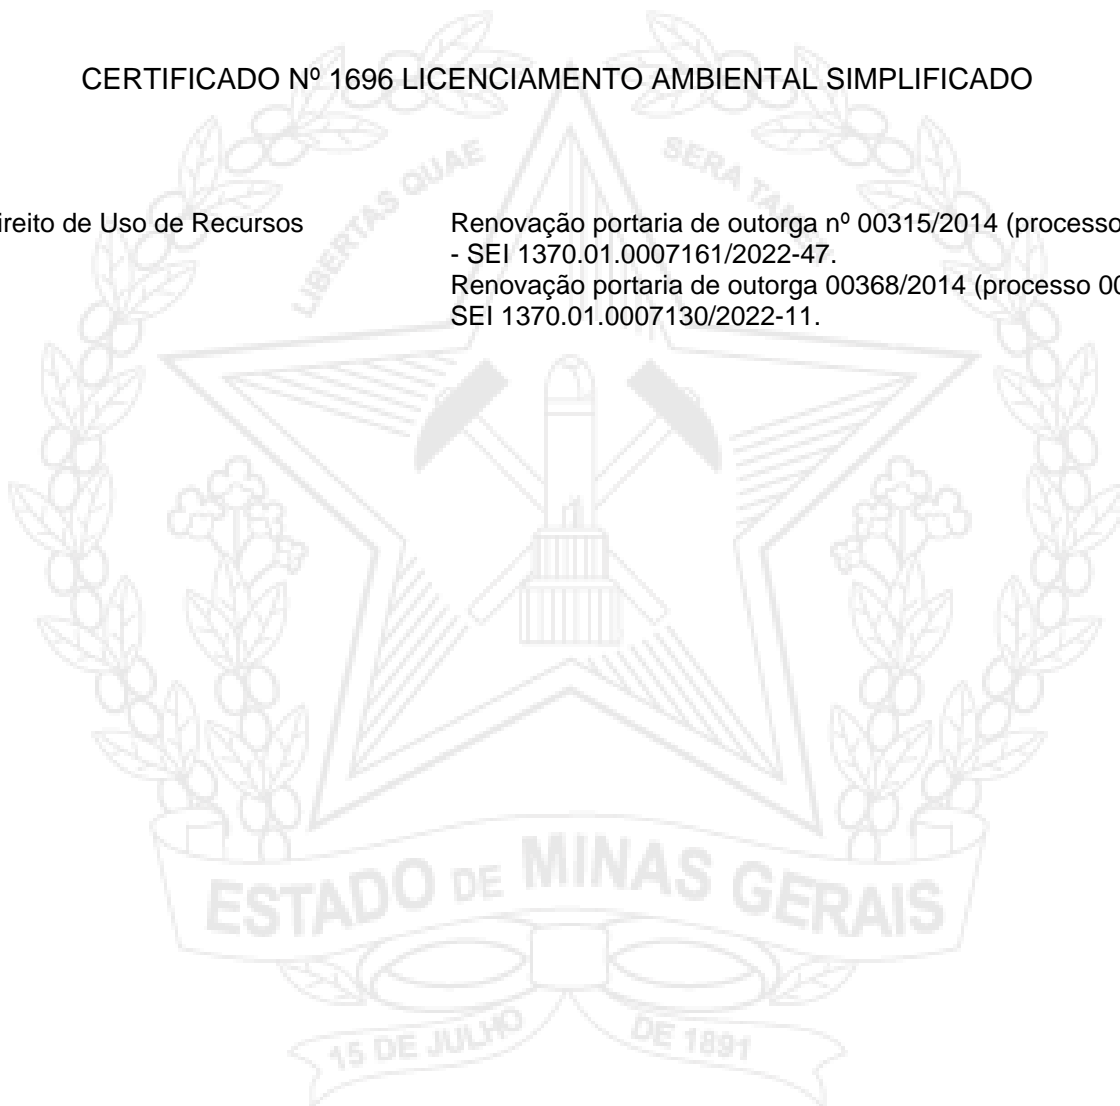 CERTIFICADO Nº 1696 LICENCIAMENTO AMBIENTAL SIMPLIFICADO
LIBERTAS QUAE SERA TAMEN
ireito de Uso de Recursos
Renovação portaria de outorga nº 00315/2014 (processo
- SEI 1370.01.0007161/2022-47.
Renovação portaria de outorga 00368/2014 (processo 00
SEI 1370.01.0007130/2022-11.
ESTADO DE MINAS GERAIS
15 DE JULHO DE 1891